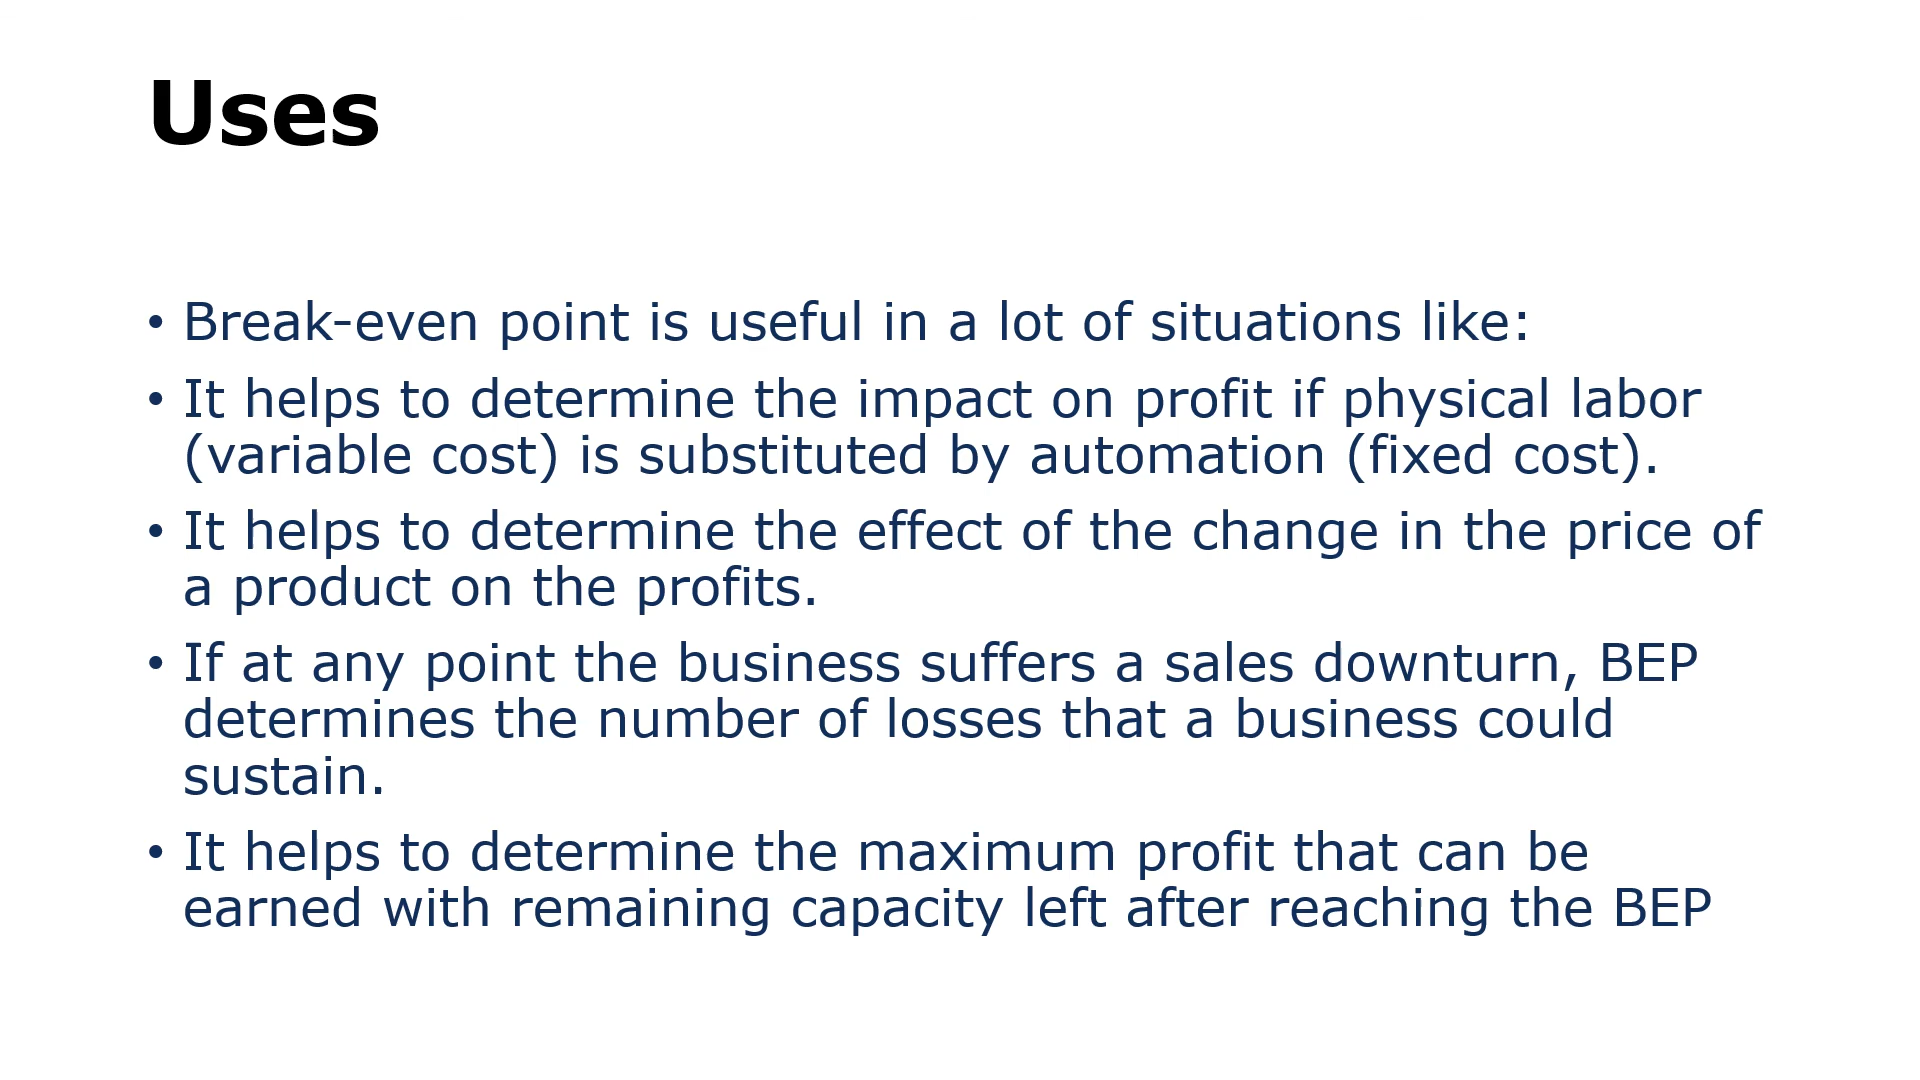 Uses
• Break-even point is useful in a lot of situations like:
• It helps to determine the impact on profit if physical labor
(variable cost) is substituted by automation (fixed cost).
• It helps to determine the effect of the change in the price of
a product on the profits.
• If at any point the business suffers a sales downturn, BEP
determines the number of losses that a business could
sustain.
• It helps to determine the maximum profit that can be
earned with remaining capacity left after reaching the BEP